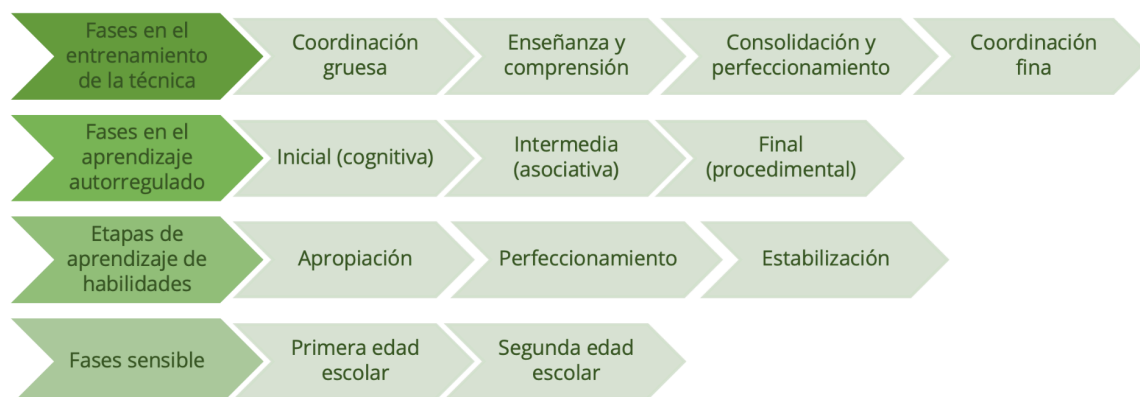 Fases en el
entrenamiento
de la técnica
Coordinación
gruesa
Enseñanza y
comprensión
Consolidación y
perfeccionamiento
Coordinación
fina
Fases en el
aprendizaje
autorregulado
Inicial (cognitiva)
Intermedia
(asociativa)
Final
(procedimental)
Etapas de
aprendizaje de
habilidades
Apropiación
Perfeccionamiento
Estabilización
Fases sensible
Primera edad
escolar
Segunda edad
escolar